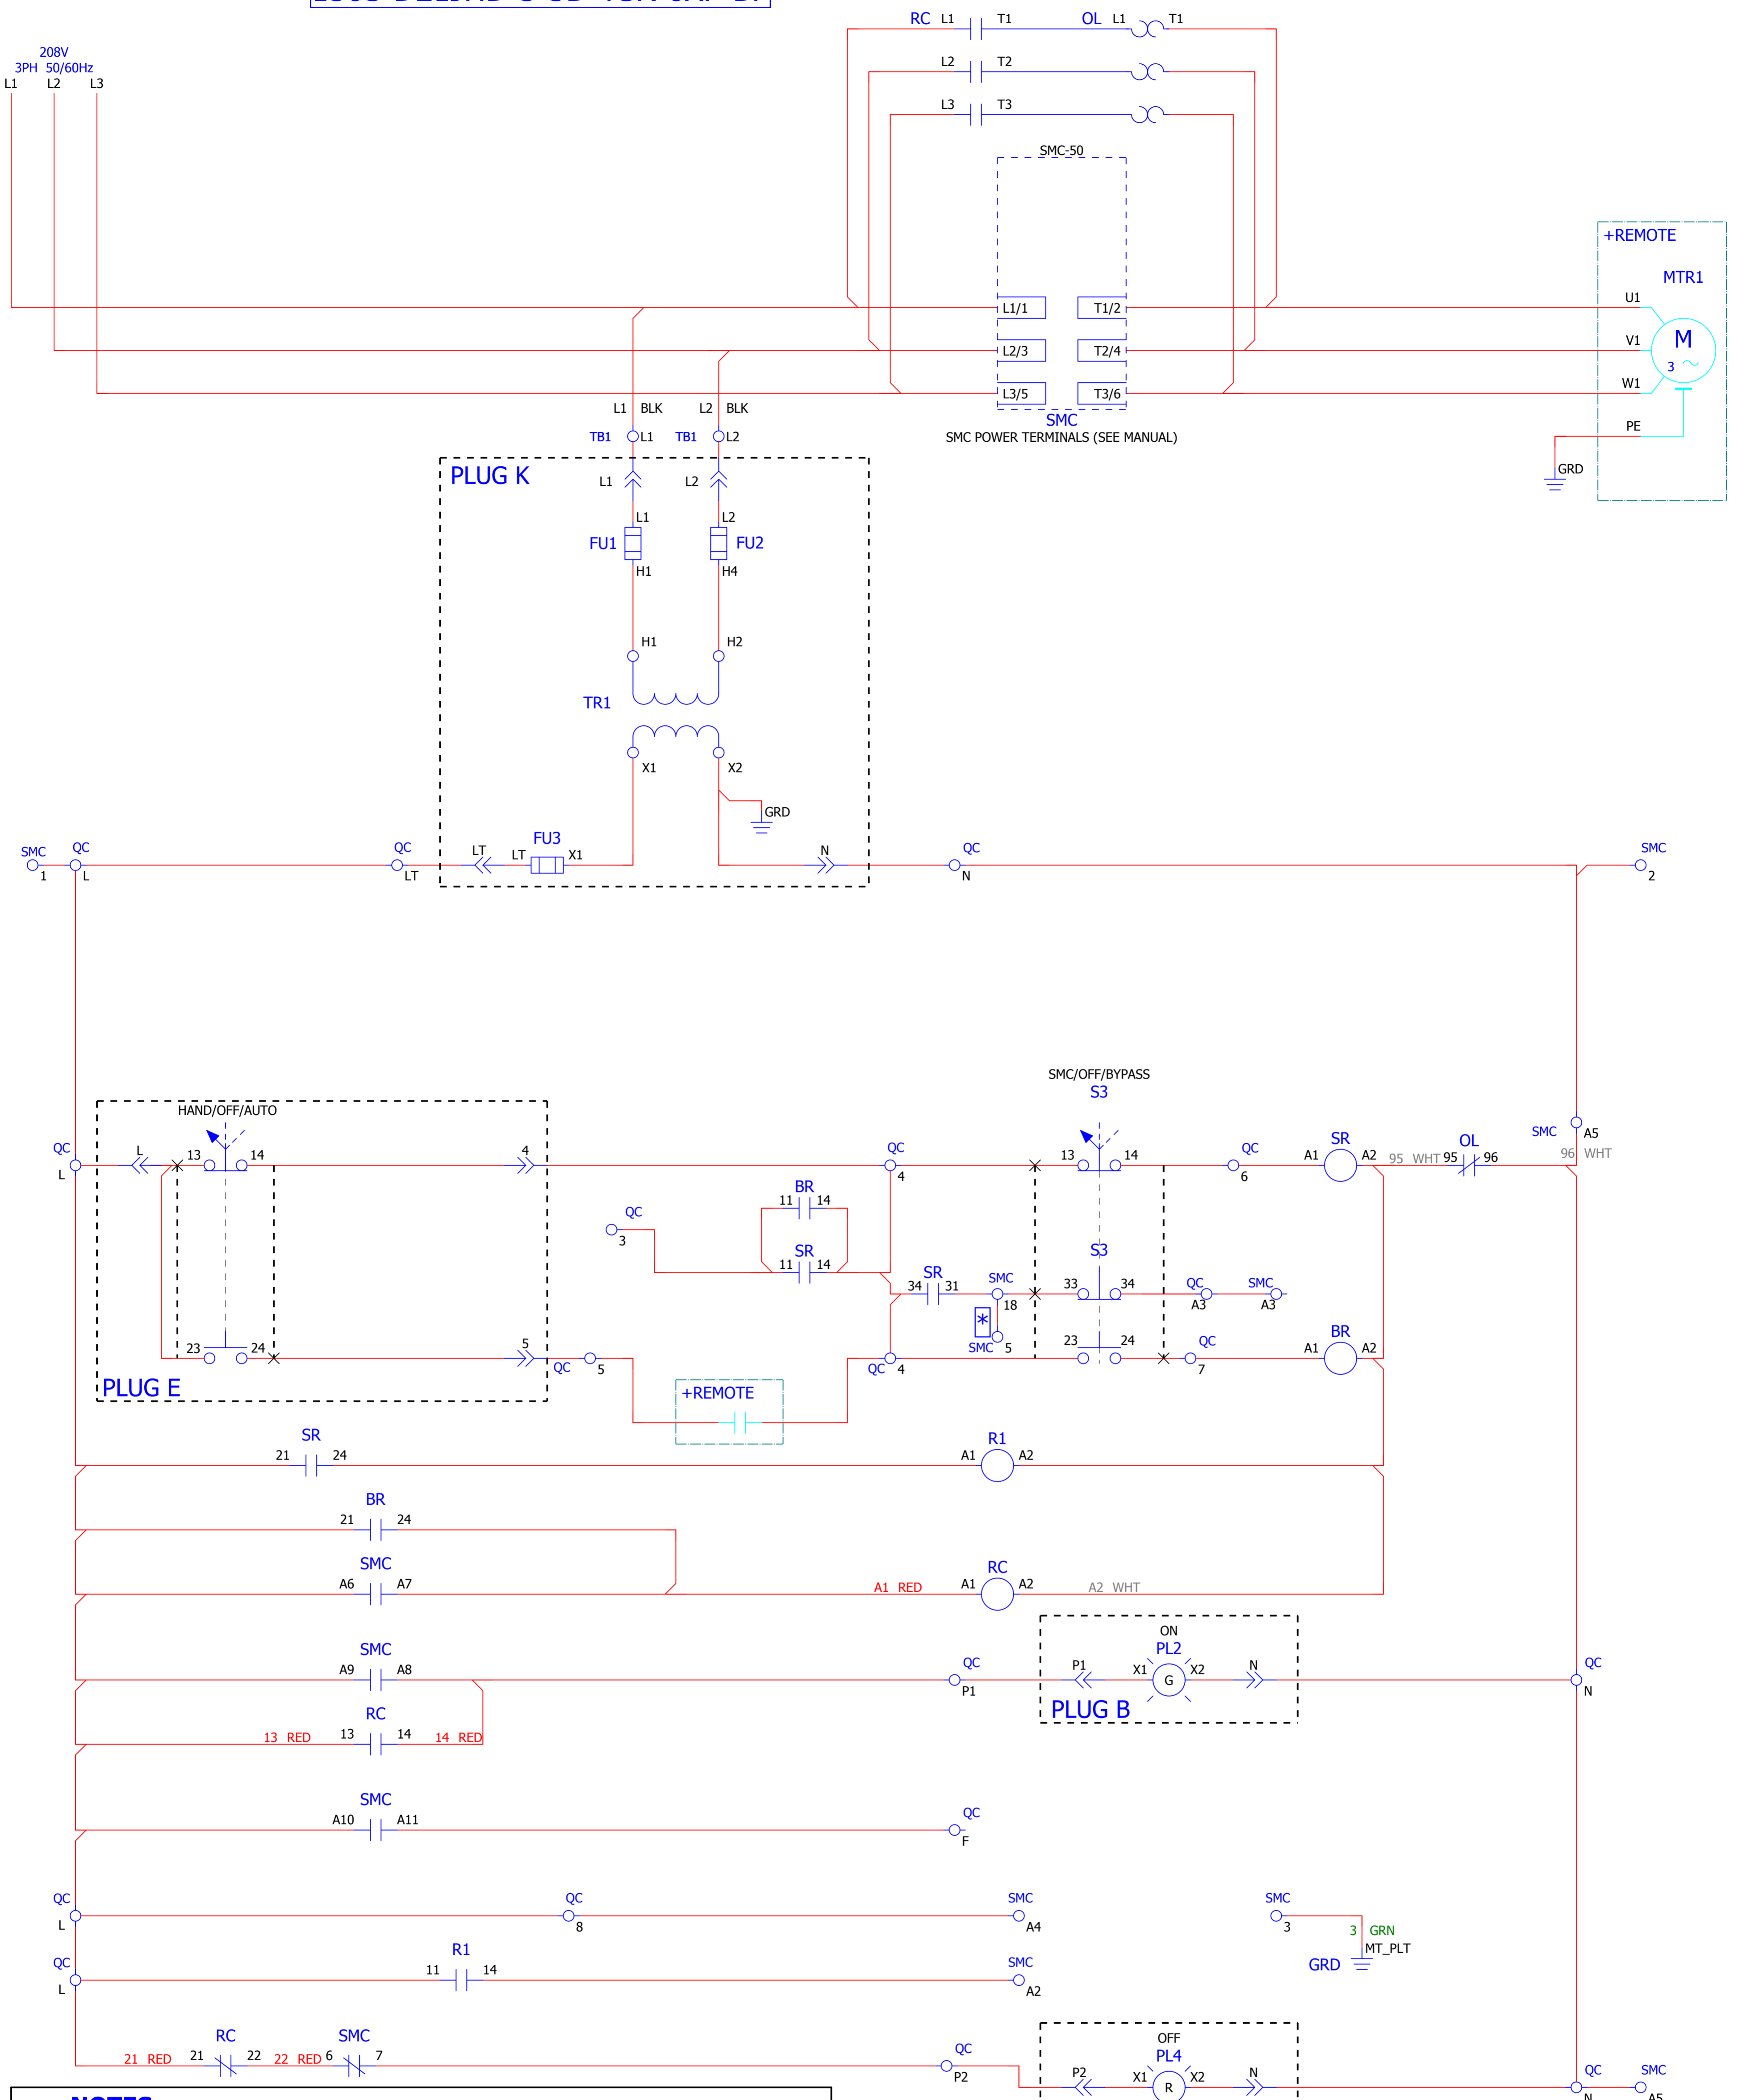 RC L1 T1 OL L1 T1
208V
3PH 50/60Hz
L1 L2 L3
L2 T2
L3 T3
SMC-50
+REMOTE
MTR1
L1/1 T1/2 U1
L2/3 T2/4 V1 M
3
L3/5 T3/6 W1
L1 BLK L2 BLK
SMC
SMC POWER TERMINALS (SEE MANUAL)
PE
GRD
TB1 L1 TB1 L2
PLUG K
L1 L2
L1 L2
FU1 FU2
H1 H4
H1 H2
TR1
X1 X2
GRD
SMC QC QC LT LT FU3 X1 N QC SMC
1 L LT N 2
SMC/OFF/BYPASS
S3
HAND/OFF/AUTO
QC L 13 14 4 QC 13 14 QC A1 SR A2 95 WHT 95 OL 96 SMC A5
96 WHT
L 4 6
BR
11 14
QC
3
SR
11 14
S3
SR
34 31 SMC 33 34 QC SMC
18 A3 A3
*
SMC 5
23 24 5 QC 5 QC 4 23 24 QC 7 A1 BR A2
PLUG E
+REMOTE
SR
21 24
R1
A1 A2
BR
21 24
SMC
A6 A7
A1 RED A1 RC A2 A2 WHT
ON
PL2
SMC
A9 A8
QC
P1
P1 X1 G X2 N
QC
N
PLUG B
RC
13 RED 13 14 14 RED
SMC
A10 A11
QC
F
QC QC SMC SMC
L 8 A4 3
3 GRN
MT_PLT
GRD
QC R1 SMC
L 11 14 A2
OFF
PL4
RC SMC
21 RED 21 22 22 RED 6 7
QC
P2
P2 X1 R X2 N
QC SMC
N A5